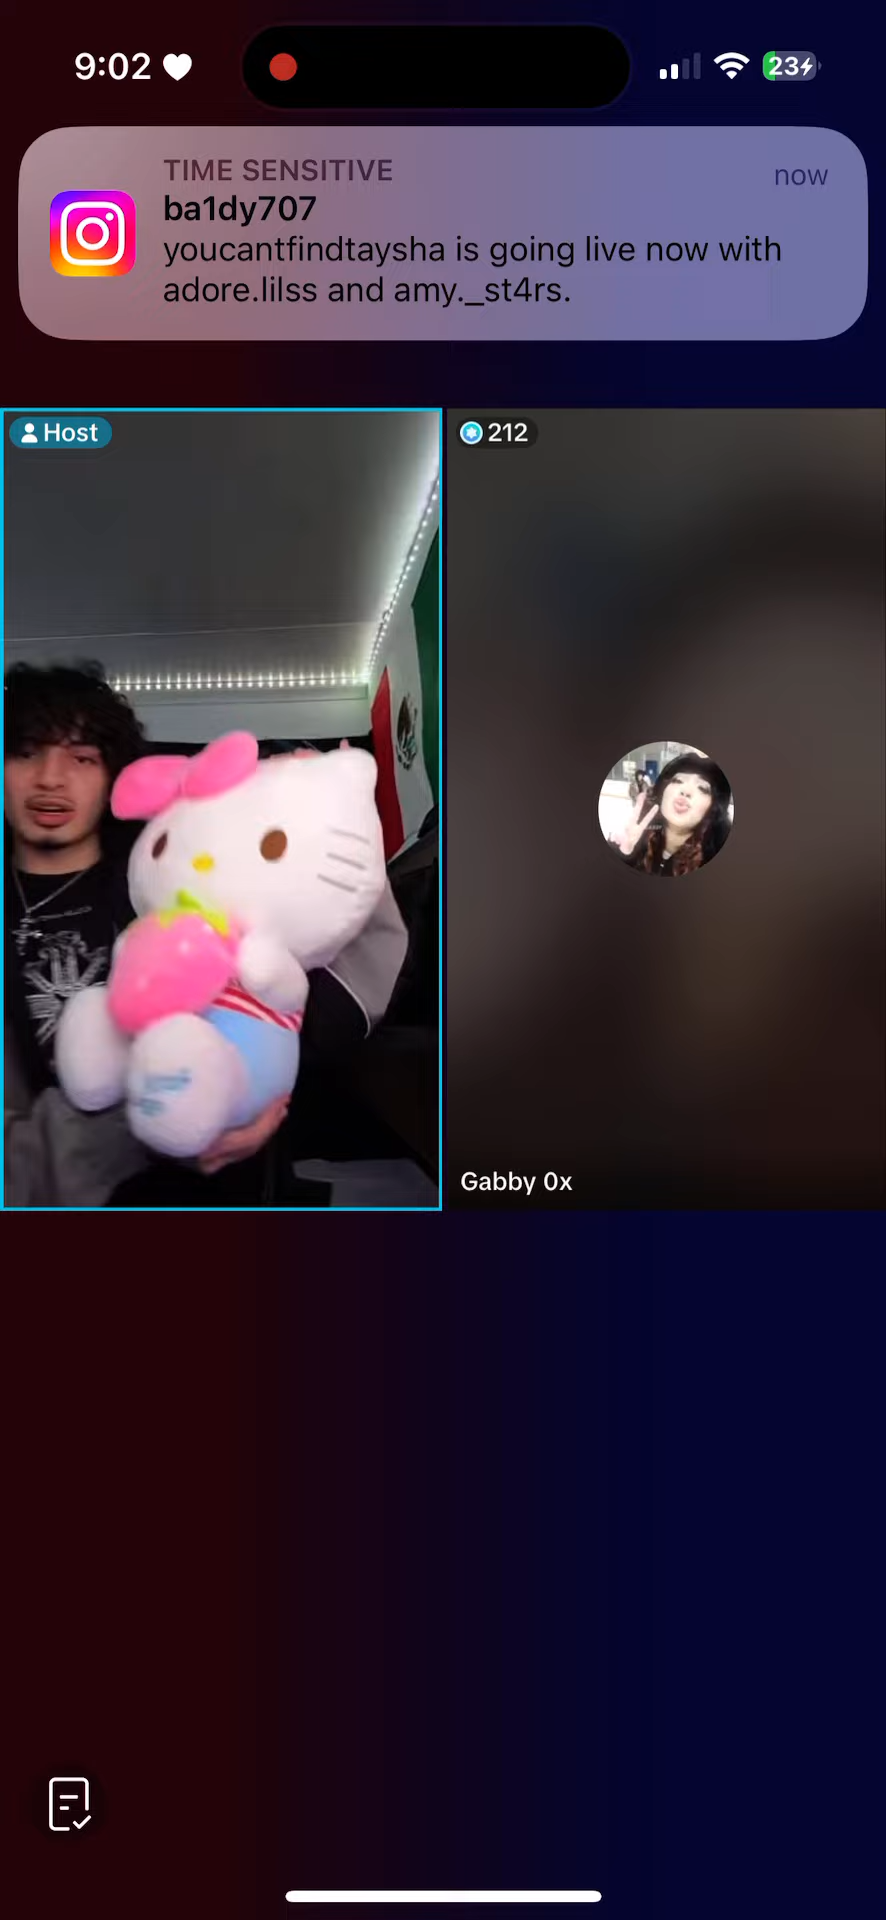 9:02
23
TIME SENSITIVE
now
ba1dy707
youcantfindtaysha is going live now with
adore.lilss and amy._st4rs.
Host
212
Gabby 0x